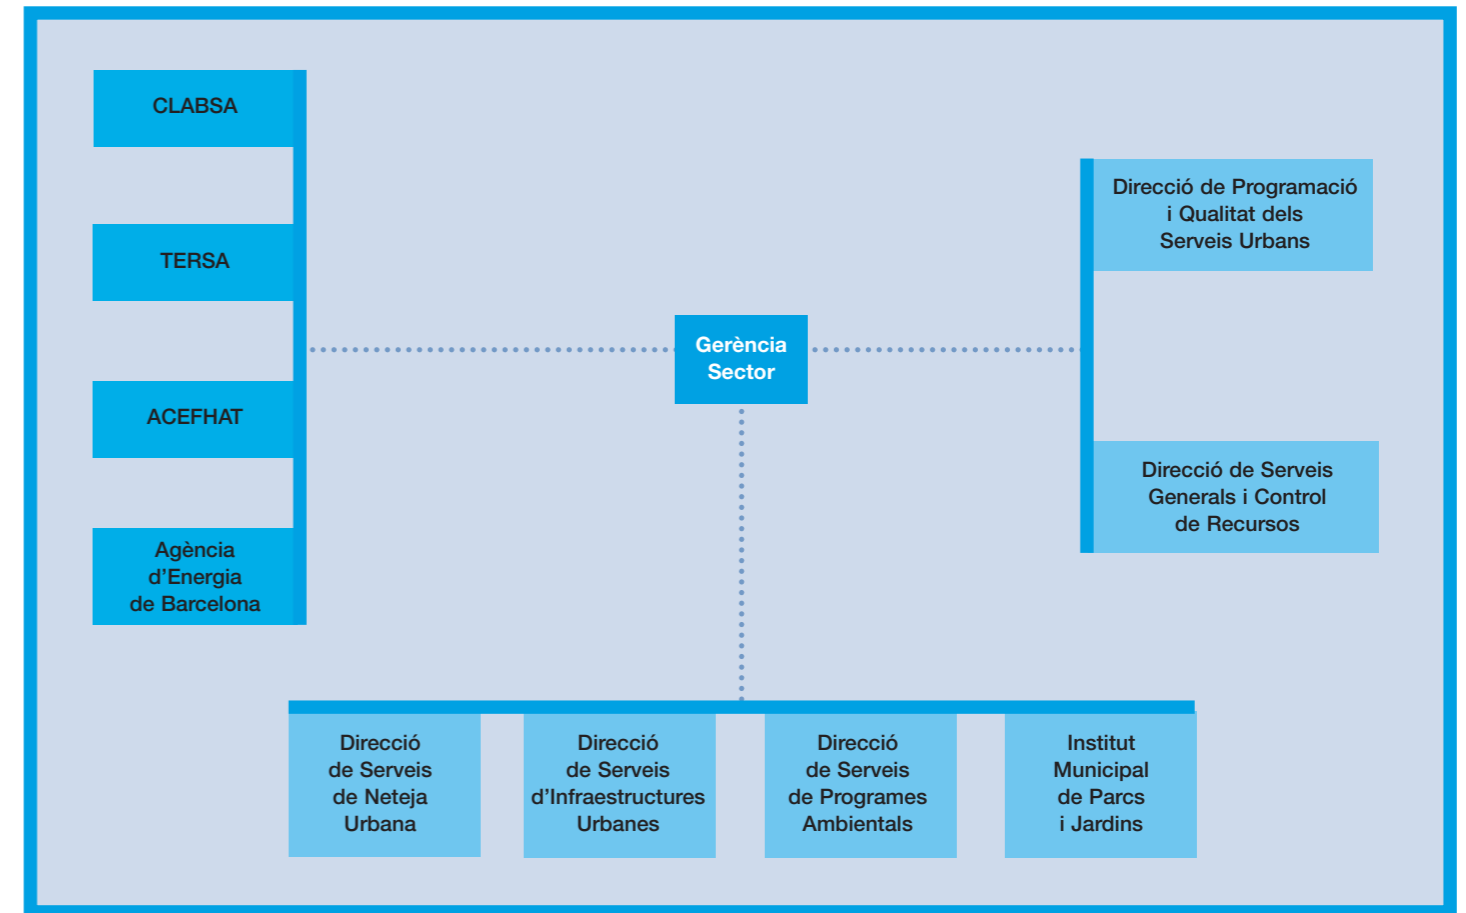 CLABSA
TERSA
ACEFHAT
Agència
d’Energia
de Barcelona
Gerència
Sector
Direcció de Programació
i Qualitat dels
Serveis Urbans
Direcció de Serveis
Generals i Control
de Recursos
Direcció
de Serveis
de Neteja
Urbana
Direcció
de Serveis
d’Infraestructures
Urbanes
Direcció
de Serveis
de Programes
Ambientals
Institut
Municipal
de Parcs
i Jardins